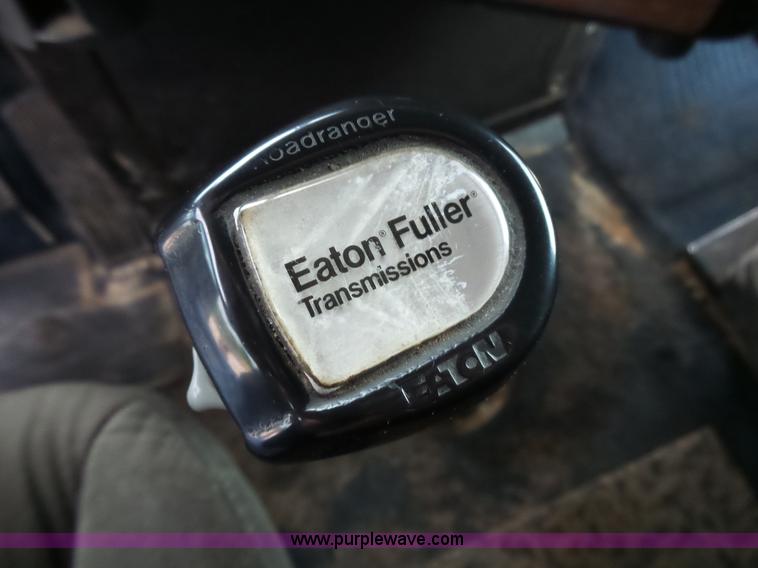 Roadranger
Eaton® Fuller®
Transmissions
EATON
www.purplewave.com